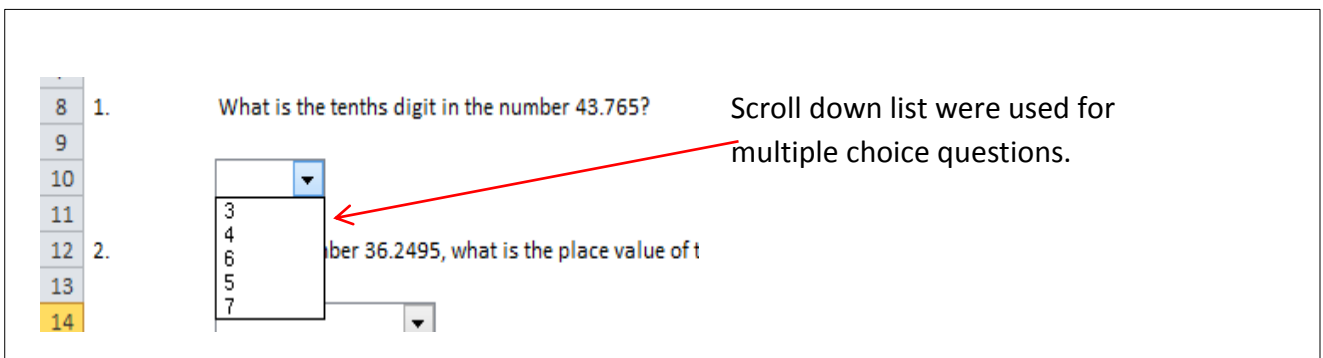 8 1. What is the tenths digit in the number 43.765?
Scroll down list were used for
multiple choice questions.
9
10
11
3
4
6
5
7
12 2. ber 36.2495, what is the place value of t
13
14